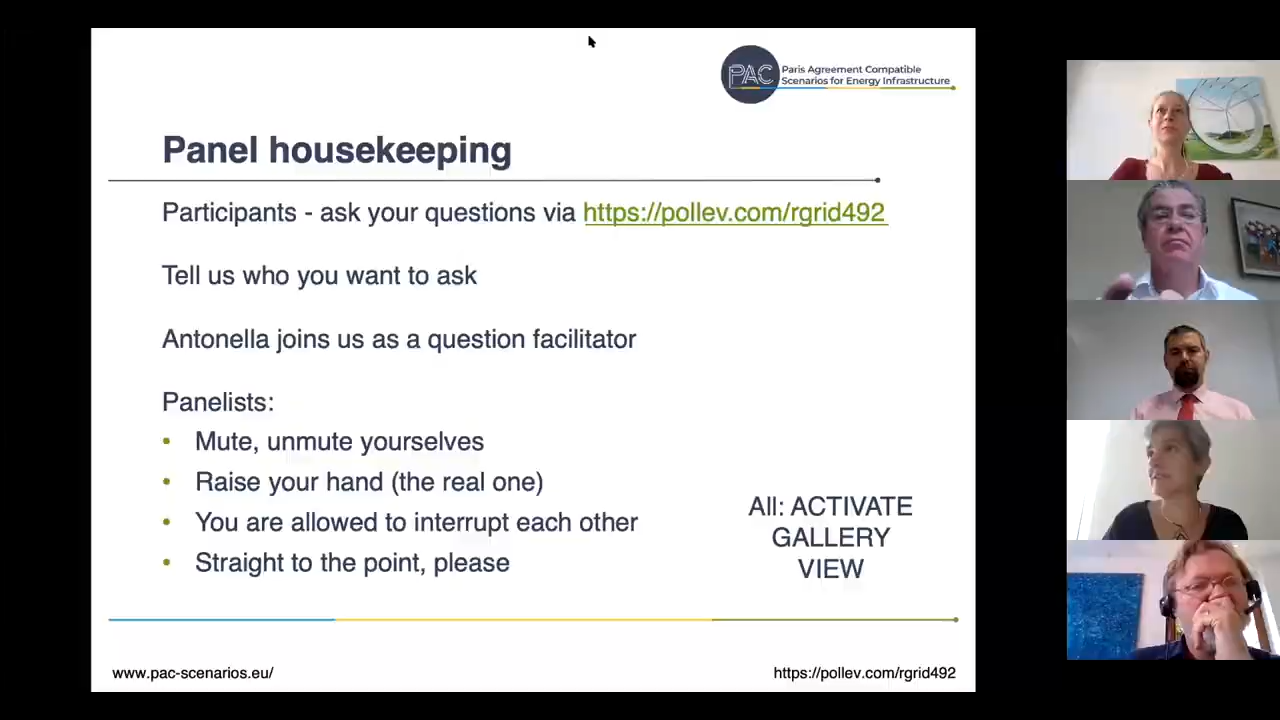 PAC
Paris Agreement Compatible
Scenarios for Energy Infrastructure
Panel housekeeping
Participants - ask your questions via https://pollev.com/rgrid492
Tell us who you want to ask
Antonella joins us as a question facilitator
Panelists:
• Mute, unmute yourselves
• Raise your hand (the real one)
• You are allowed to interrupt each other
• Straight to the point, please
All: ACTIVATE
GALLERY
VIEW
www.pac-scenarios.eu/
https://pollev.com/rgrid492